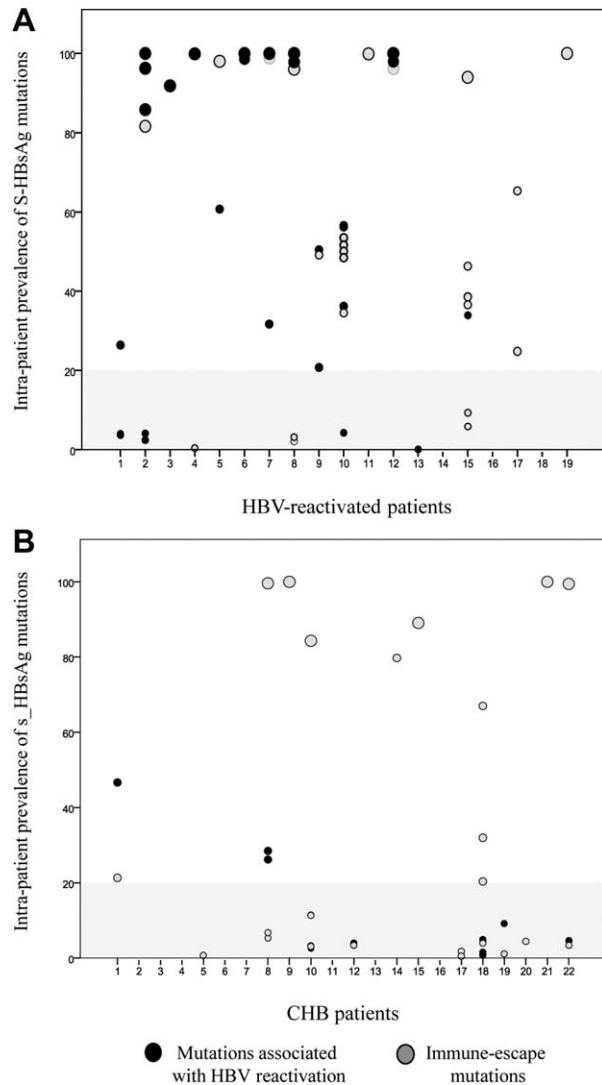 A
Intra-patient prevalence of S-HBsAg mutations
100
80
60
40
20
0
1 2 3 4 5 6 7 8 9 10 11 12 13 14 15 16 17 18 19
HBV-reactivated patients
B
Intra-patient prevalence of s_HBsAg mutations
100
80
60
40
20
0
1 2 3 4 5 6 7 8 9 10 11 12 13 14 15 16 17 18 19 20 21 22
CHB patients
Mutations associated
with HBV reactivation
Immune-escape
mutations